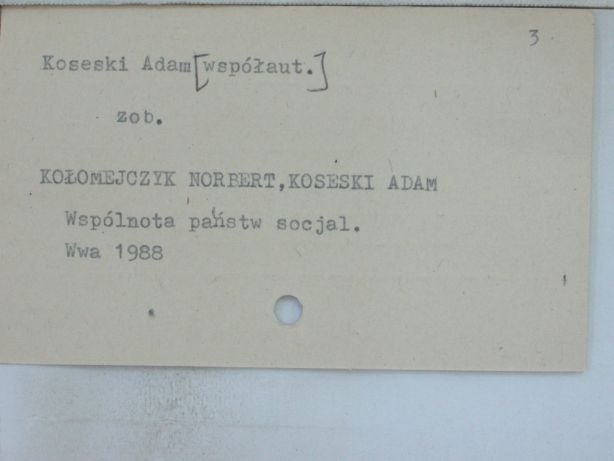 3
Koseski Adam [współaut.]
zob.
KOŁOMEJCZYK NORBERT,KOSESKI ADAM
Wspólnota państw socjal.
Wwa 1988